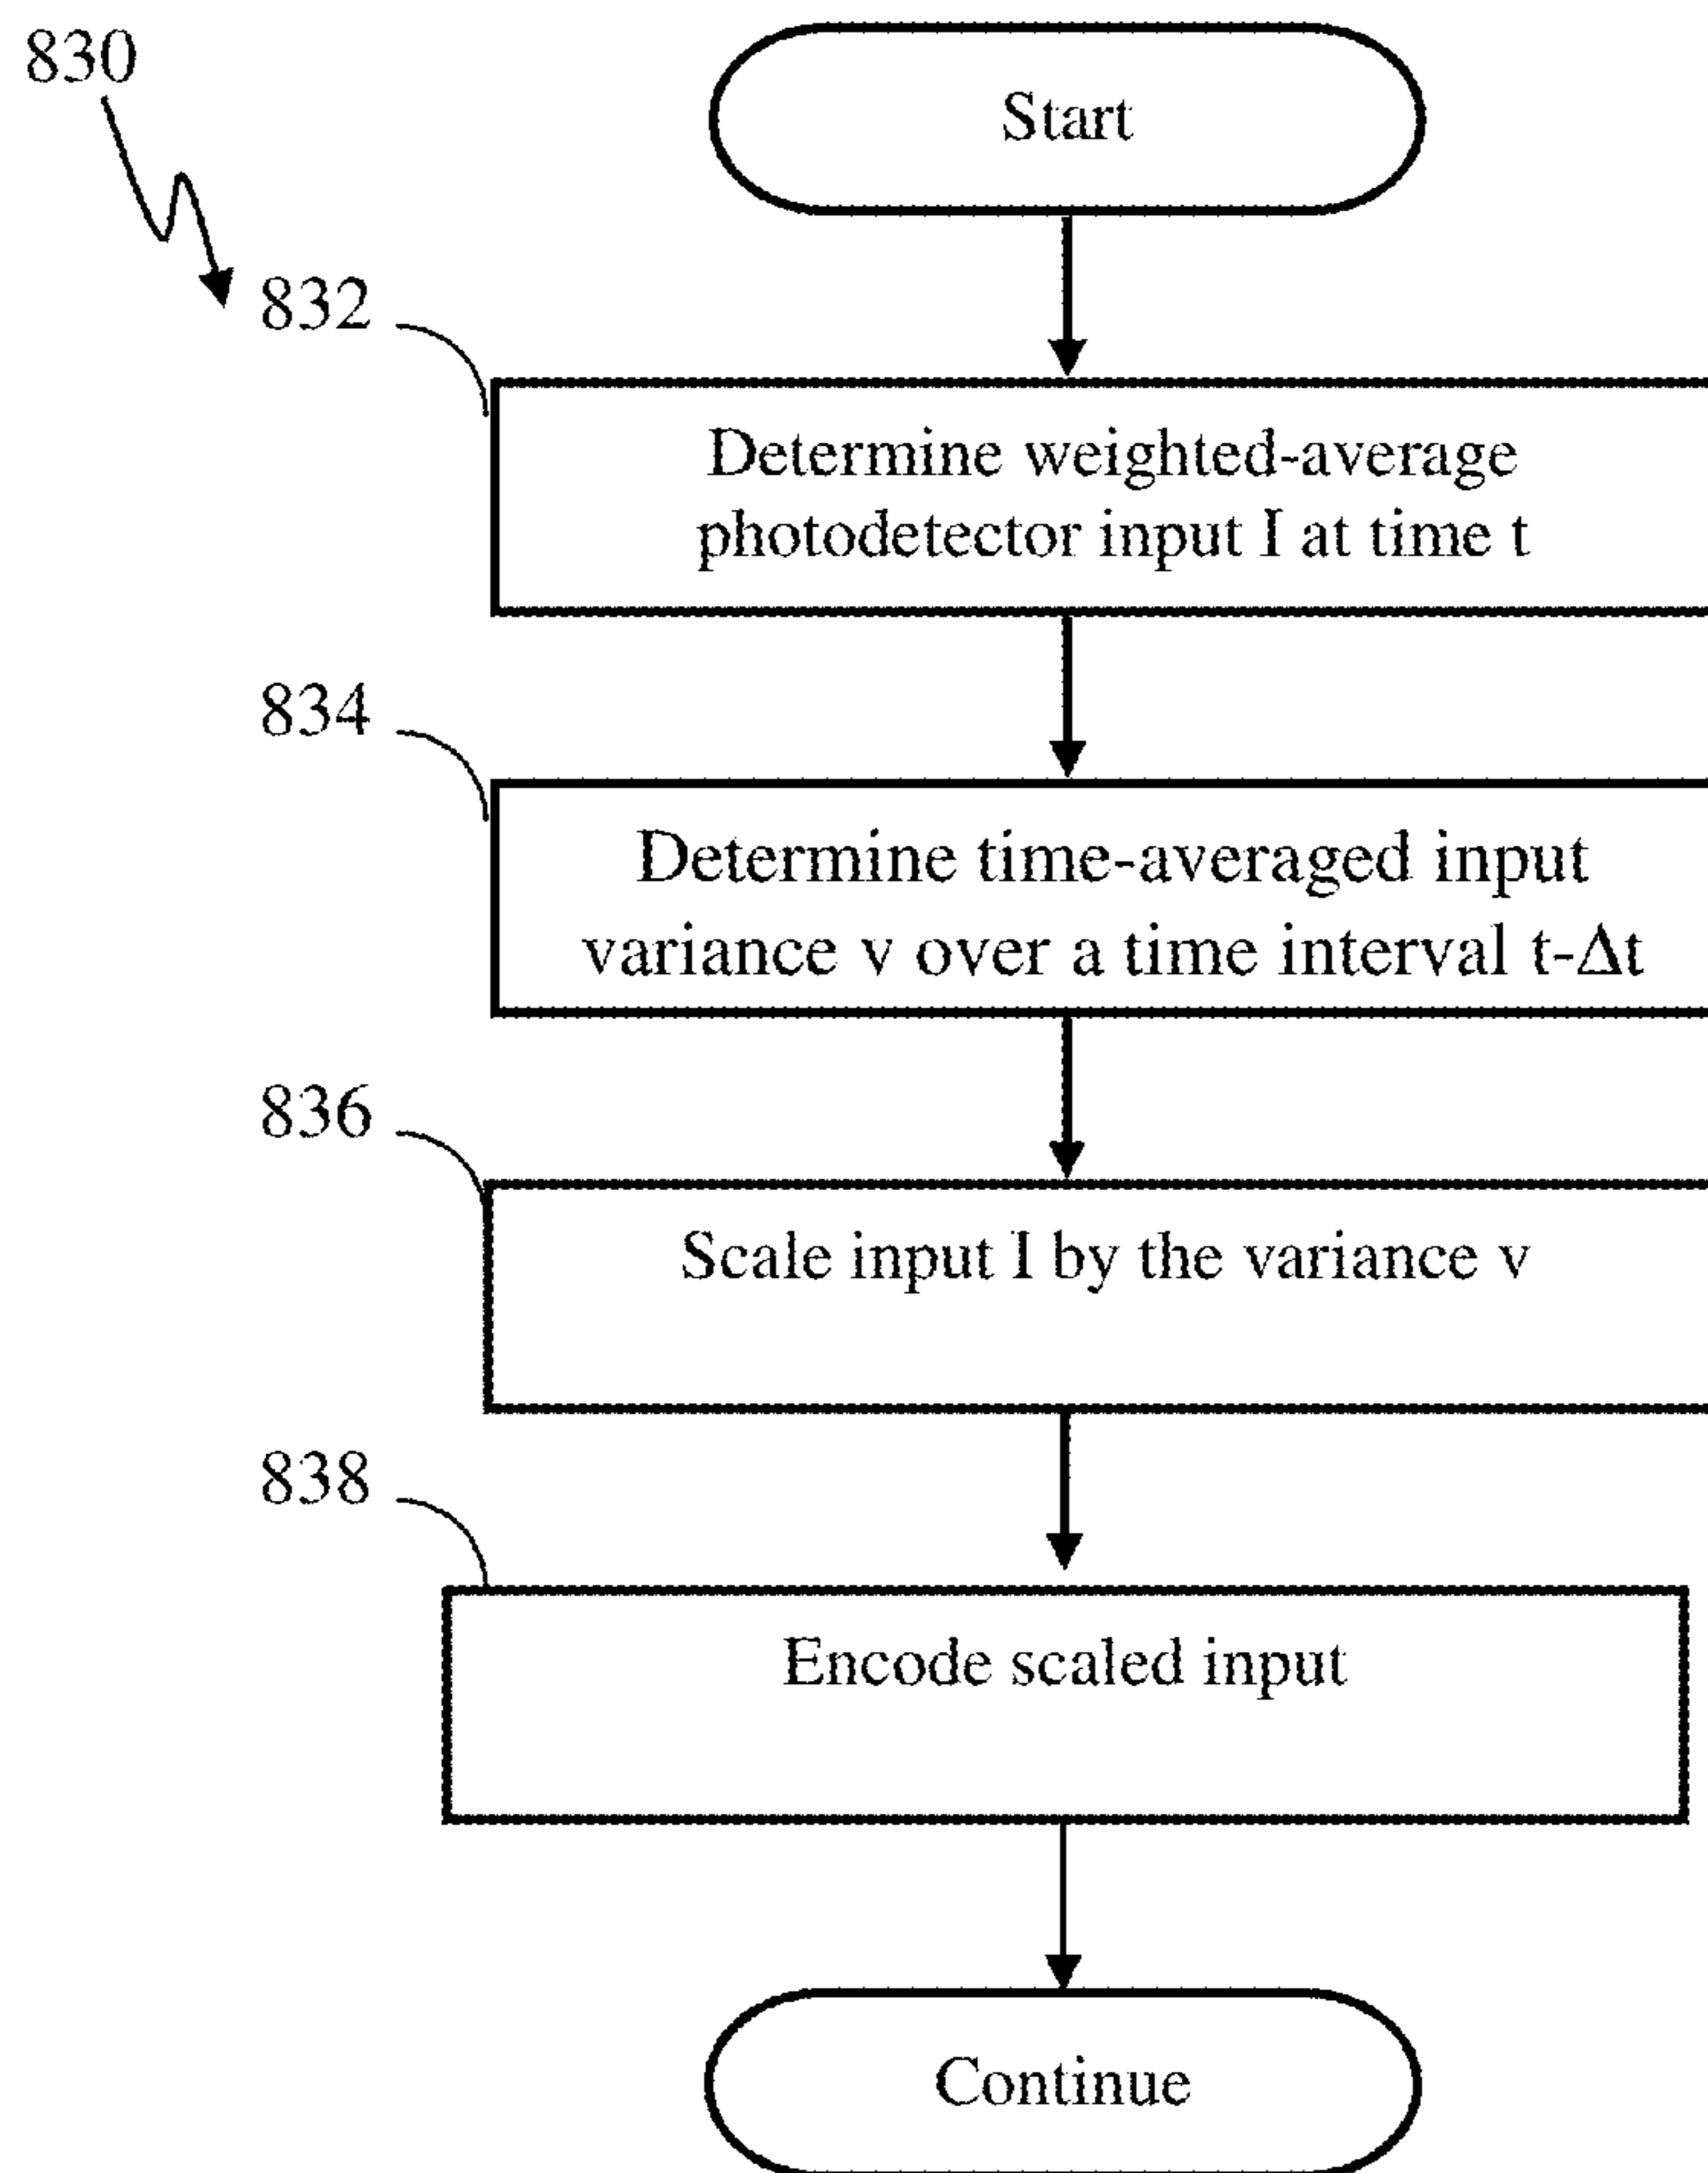 830
Start
832
Determine weighted-average
photodetector input I at time t
834
Determine time-averaged input
variance v over a time interval t-Δt
836
Scale input I by the variance v
838
Encode scaled input
Continue